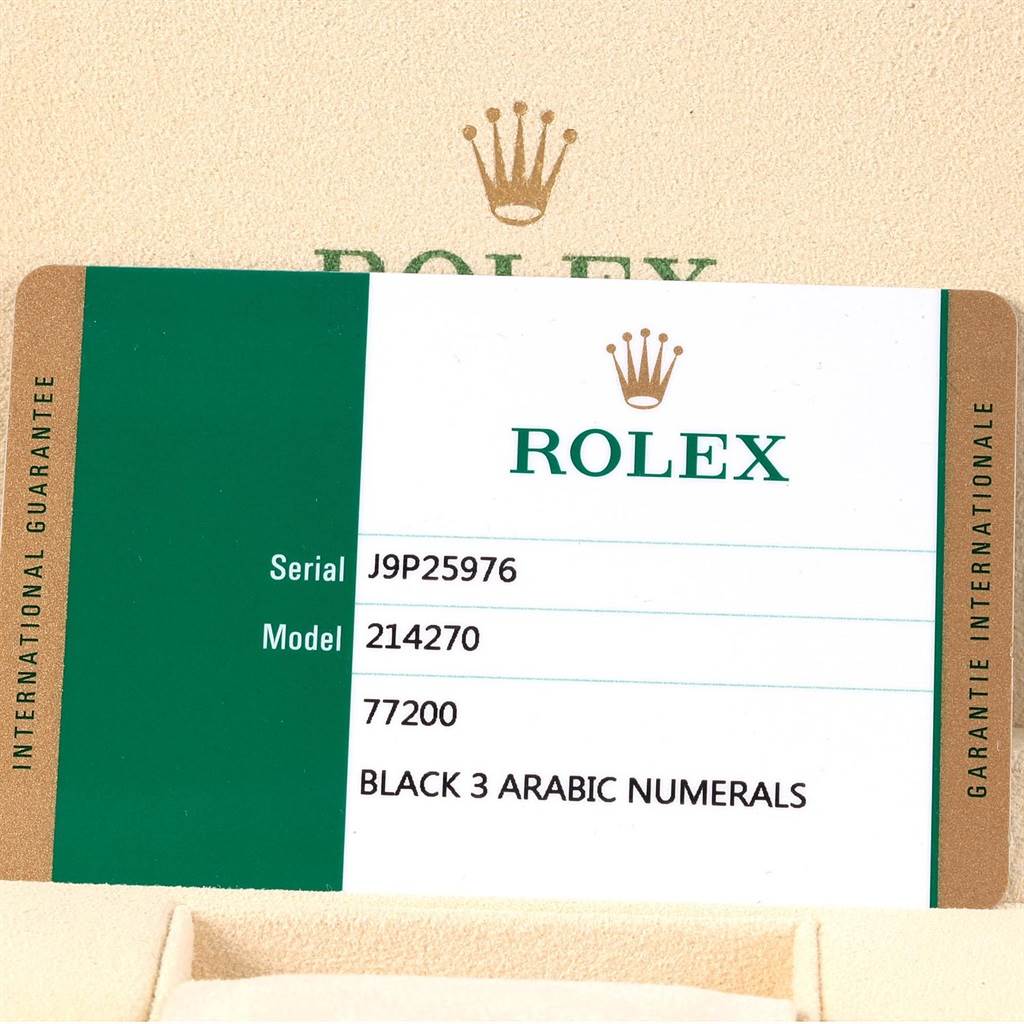 ROLEX
ROLEX
INTERNATIONAL GUARANTEE
Serial J9P25976
Model 214270
77200
BLACK 3 ARABIC NUMERALS
GARANTIE INTERNATIONALE